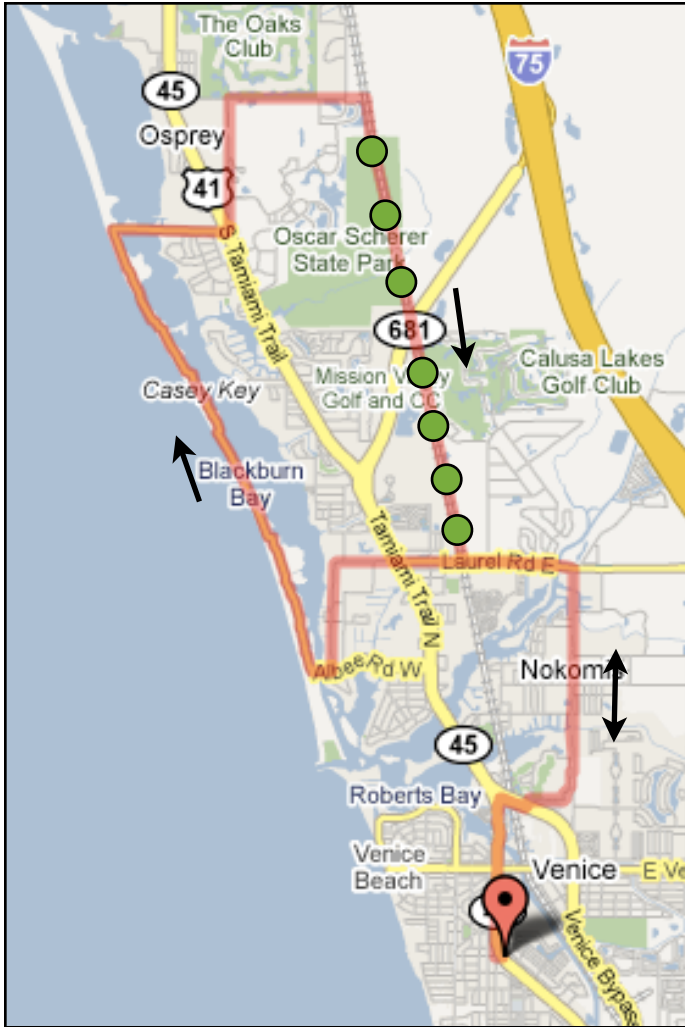 The Oaks
Club
75
45
Osprey
41
S Tamiami Trail
Oscar Scherer
State Park
681
Calusa Lakes
Golf Club
Mission Valley
Golf and CC
Casey Key
Blackburn
Bay
Tamiami Trail N
Laurel Rd E
Albee Rd W
Nokomis
45
Roberts Bay
Venice
Beach
Venice
E Ve
Venice Bypass